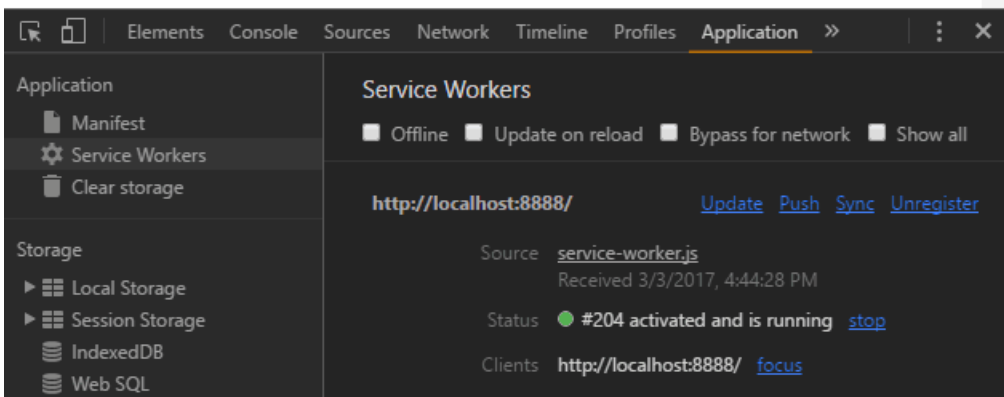 Elements Console Sources Network Timeline Profiles Application »
Application
Manifest
Service Workers
Clear storage
Storage
Local Storage
Session Storage
IndexedDB
Web SQL
Service Workers
Offline Update on reload Bypass for network Show all
http://localhost:8888/ Update Push Sync Unregister
Source service-worker.js
Received 3/3/2017, 4:44:28 PM
Status #204 activated and is running stop
Clients http://localhost:8888/ focus